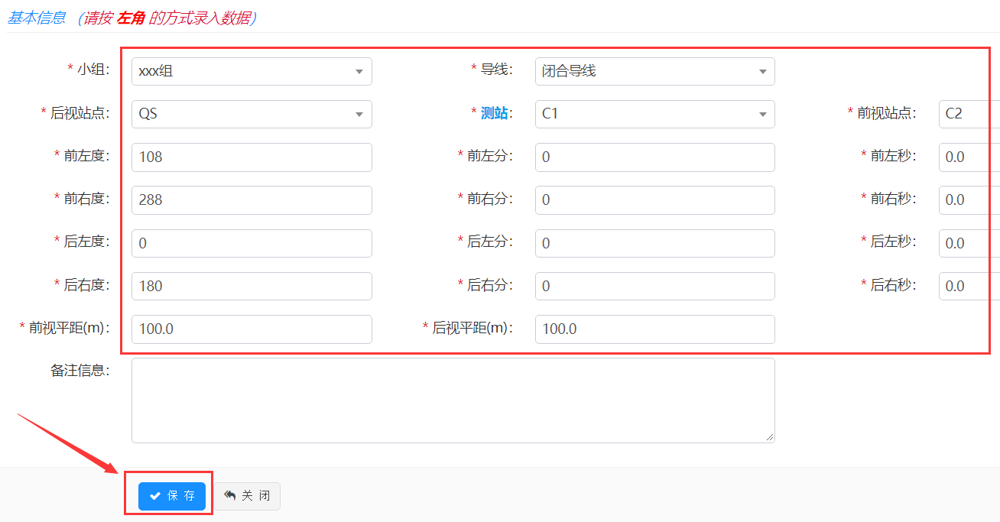 基本信息 (请按 左角 的方式录入数据)
* 小组: xxx组 * 导线: 闭合导线
* 后视站点: QS * 测站: C1 * 前视站点: C2
* 前左度: 108 * 前左分: 0 * 前左秒: 0.0
* 前右度: 288 * 前右分: 0 * 前右秒: 0.0
* 后左度: 0 * 后左分: 0 * 后左秒: 0.0
* 后右度: 180 * 后右分: 0 * 后右秒: 0.0
* 前视平距(m): 100.0 * 后视平距(m): 100.0
备注信息:
保 存 关 闭